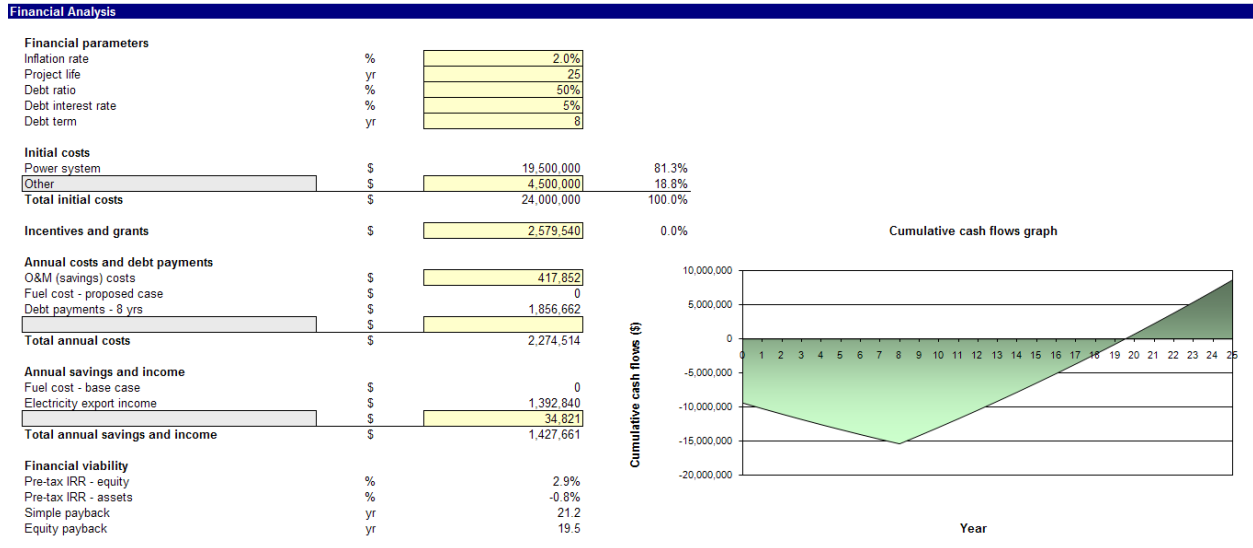 Financial Analysis
Financial parameters
Inflation rate % 2.0%
Project life yr 25
Debt ratio % 50%
Debt interest rate % 5%
Debt term yr 8
Initial costs
Power system $ 19,500,000 81.3%
Other $ 4,500,000 18.8%
Total initial costs $ 24,000,000 100.0%
Incentives and grants $ 2,579,540 0.0%
Annual costs and debt payments
O&M (savings) costs $ 417,852
Fuel cost - proposed case $ 0
Debt payments - 8 yrs $ 1,856,662
$
Total annual costs $ 2,274,514
Annual savings and income
Fuel cost - base case $ 0
Electricity export income $ 1,392,840
$ 34,821
Total annual savings and income $ 1,427,661
Financial viability
Pre-tax IRR - equity % 2.9%
Pre-tax IRR - assets % -0.8%
Simple payback yr 21.2
Equity payback yr 19.5
Cumulative cash flows graph
Cumulative cash flows ($)
10,000,000
5,000,000
0
0 1 2 3 4 5 6 7 8 9 10 11 12 13 14 15 16 17 18 19 20 21 22 23 24 25
-5,000,000
-10,000,000
-15,000,000
-20,000,000
Year